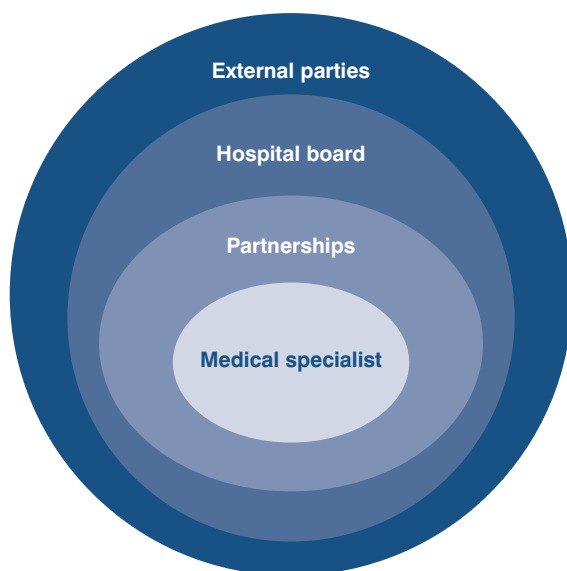 External parties
Hospital board
Partnerships
Medical specialist